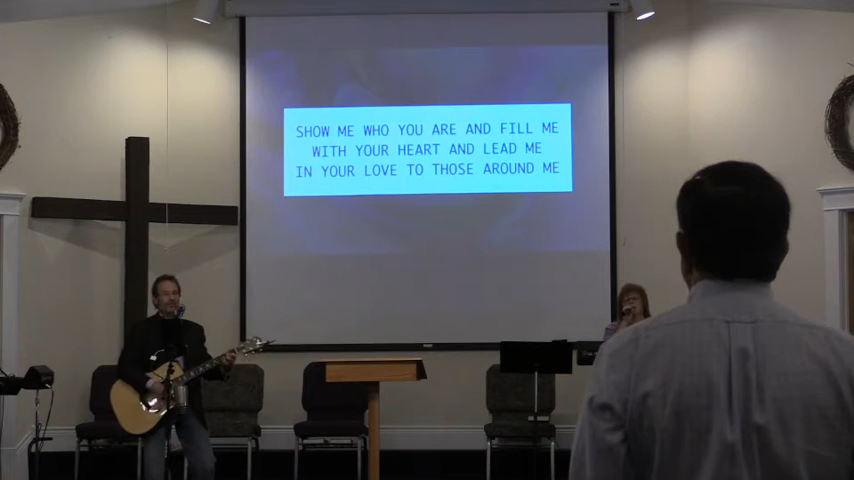 SHOW ME WHO YOU ARE AND FILL ME
WITH YOUR HEART AND LEAD ME
IN YOUR LOVE TO THOSE AROUND ME